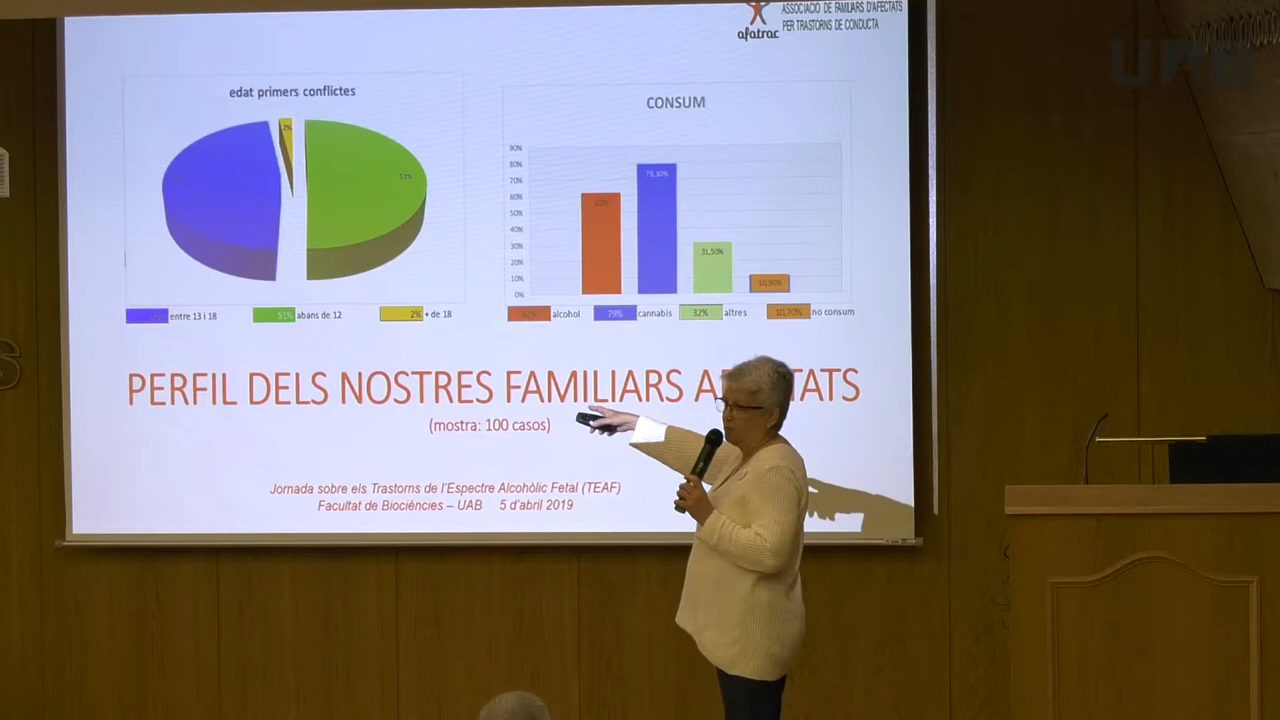 afatrac
ASSOCIACIÓ DE FAMILIARS D'AFECTATS
PER TRASTORNS DE CONDUCTA
UAB
edat primers conflictes
2%
51%
entre 13 i 18
51% abans de 12
2% + de 18
CONSUM
90%
80%
70%
60%
50%
40%
30%
20%
10%
0%
79,30%
31,50%
10,90%
62% alcohol
79% cannabis
32% altres
10,70% no consum
PERFIL DELS NOSTRES FAMILIARS
(mostra: 100 casos)
Jornada sobre els Trastorns de l'Espectre Alcohòlic Fetal (TEAF)
Facultat de Biociències – UAB 5 d'abril 2019